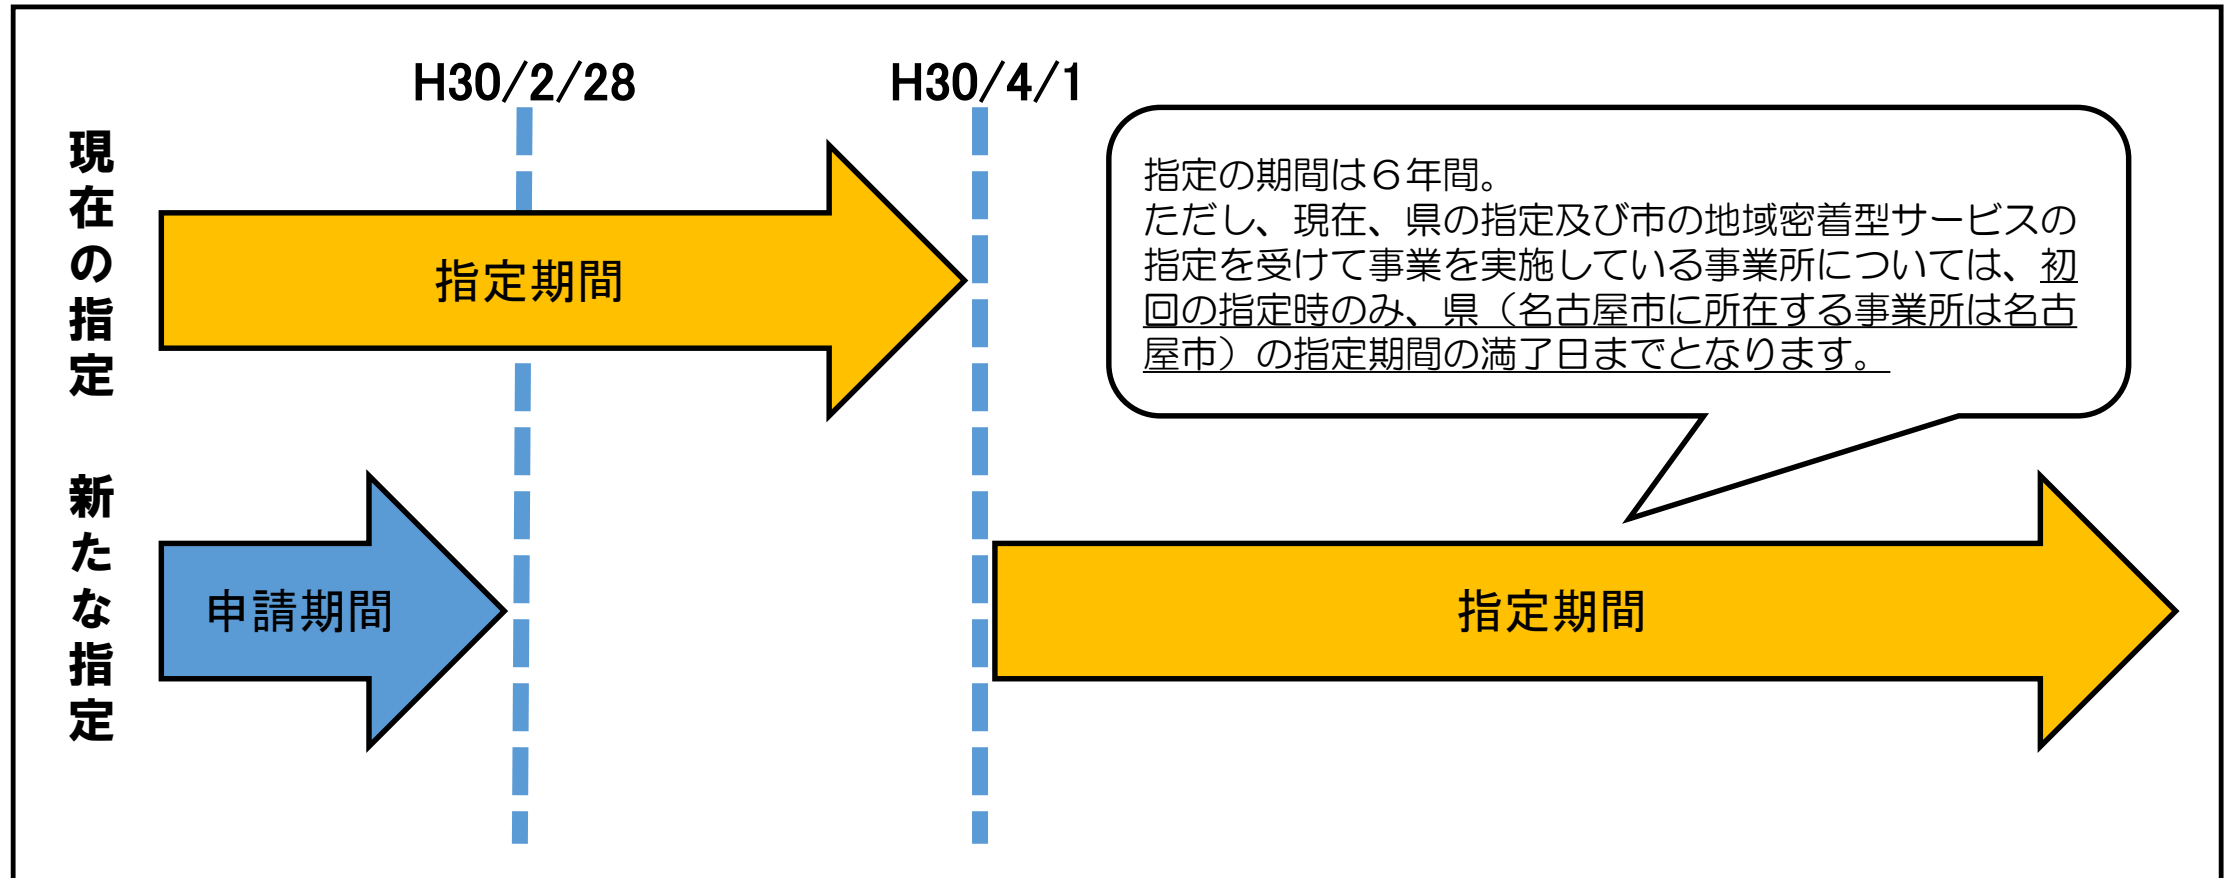 H30/2/28
H30/4/1
現在の指定
指定期間
指定の期間は６年間。
ただし、現在、県の指定及び市の地域密着型サービスの
指定を受けて事業を実施している事業所については、初
回の指定時のみ、県（名古屋市に所在する事業所は名古
屋市）の指定期間の満了日までとなります。
新たな指定
申請期間
指定期間